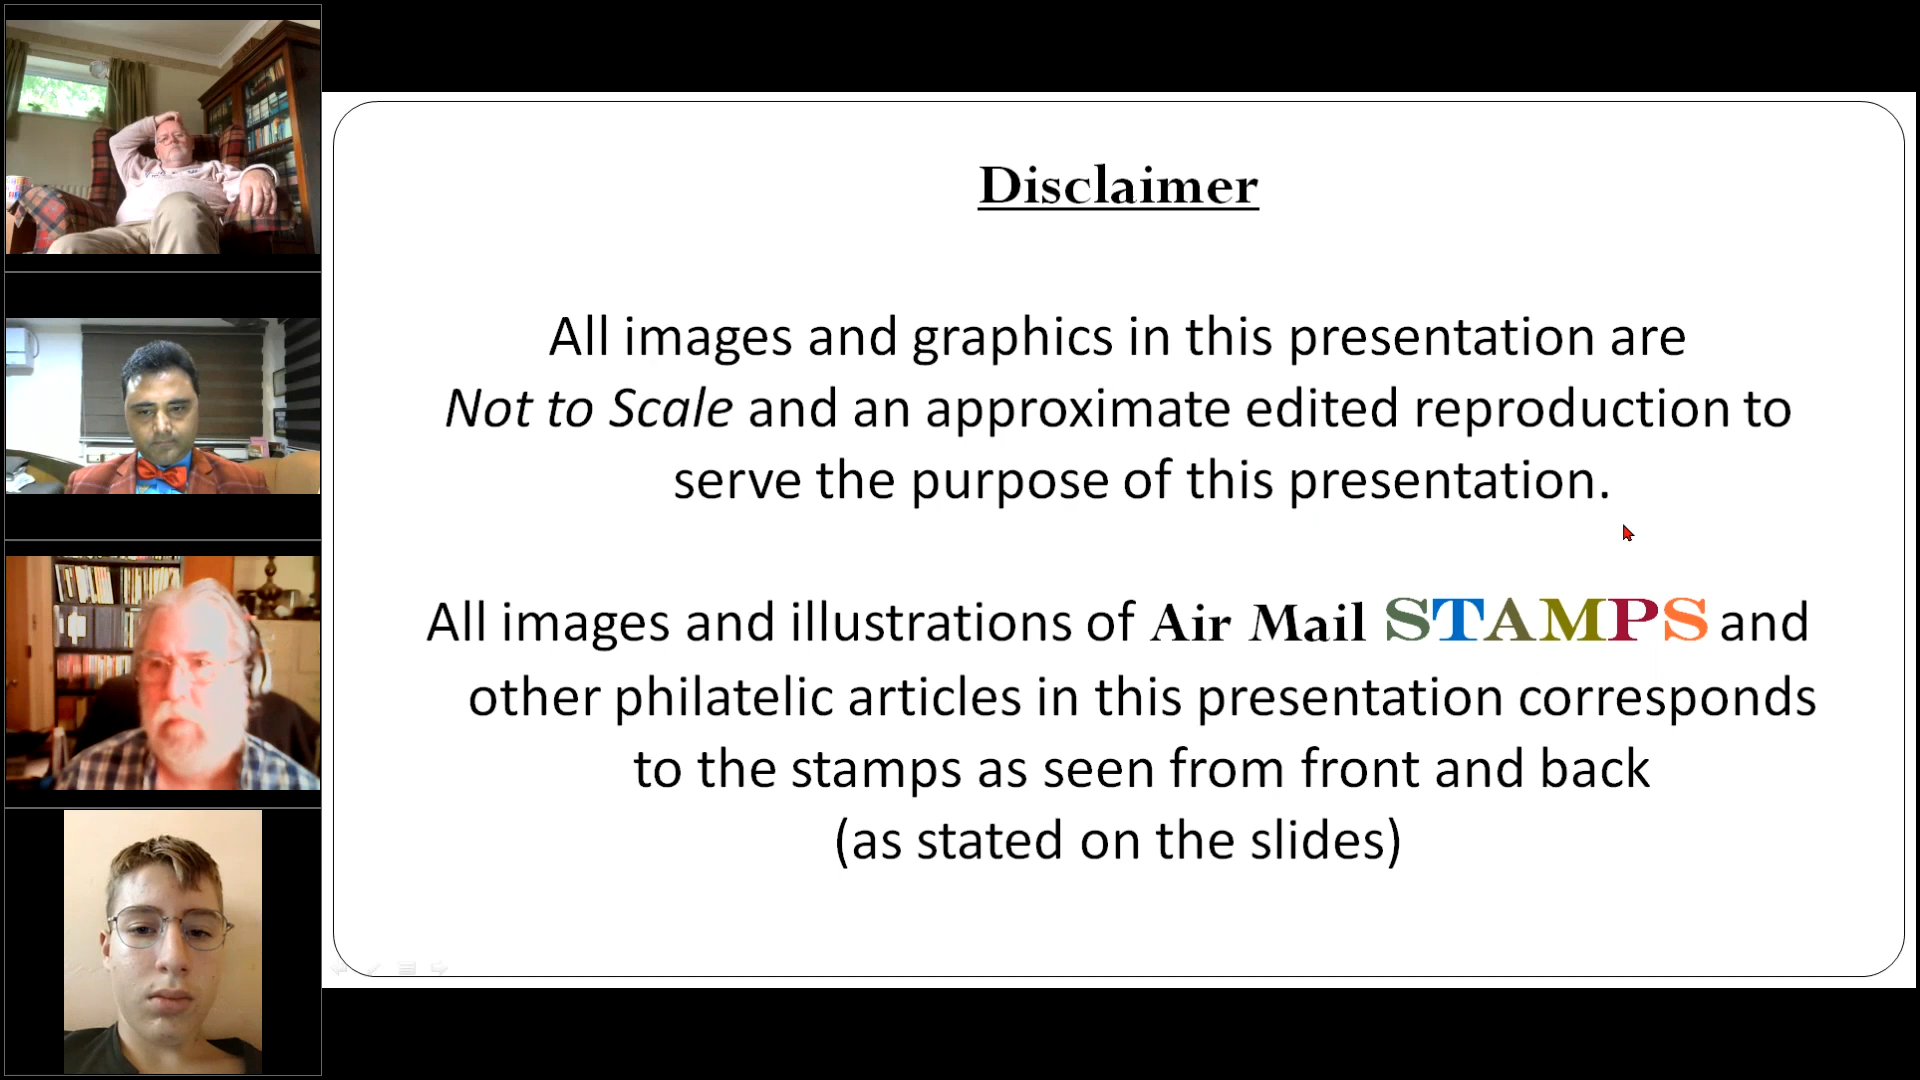 Disclaimer
All images and graphics in this presentation are
Not to Scale and an approximate edited reproduction to
serve the purpose of this presentation.
All images and illustrations of Air Mail STAMPS and
other philatelic articles in this presentation corresponds
to the stamps as seen from front and back
(as stated on the slides)